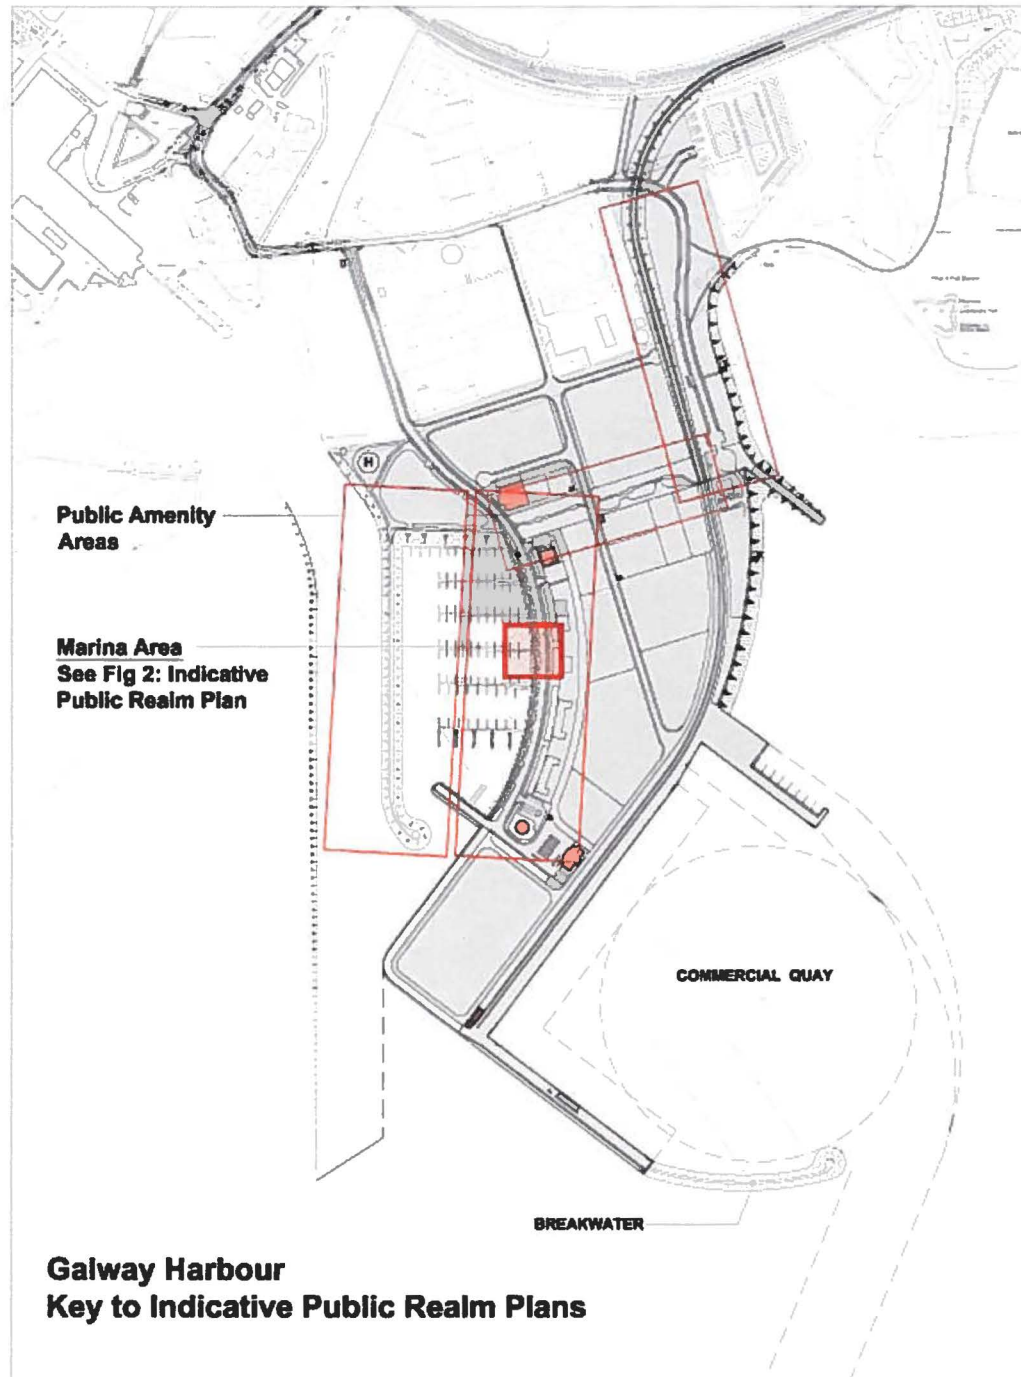 H
Public Amenity
Areas
Marina Area
See Fig 2: Indicative
Public Realm Plan
COMMERCIAL QUAY
BREAKWATER
Galway Harbour
Key to Indicative Public Realm Plans